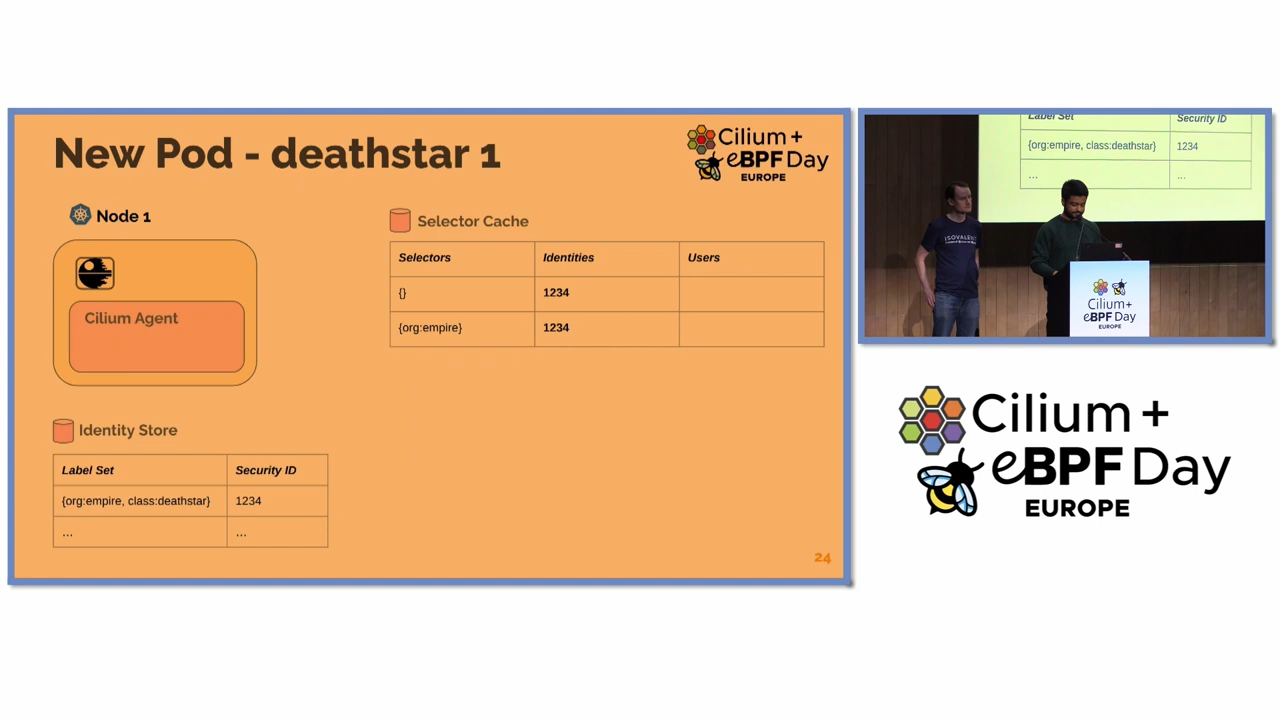 New Pod - deathstar 1
Cilium +
eBPF Day
EUROPE
Node 1
Cilium Agent
Selector Cache
Selectors Identities Users
{} 1234
{org:empire} 1234
Identity Store
Label Set Security ID
{org:empire, class:deathstar} 1234
... ...
24
Label Set Security ID
{org:empire, class:deathstar} 1234
... ...
ISOVALENT
Cilium+
eBPF Day
EUROPE
Cilium +
eBPF Day
EUROPE